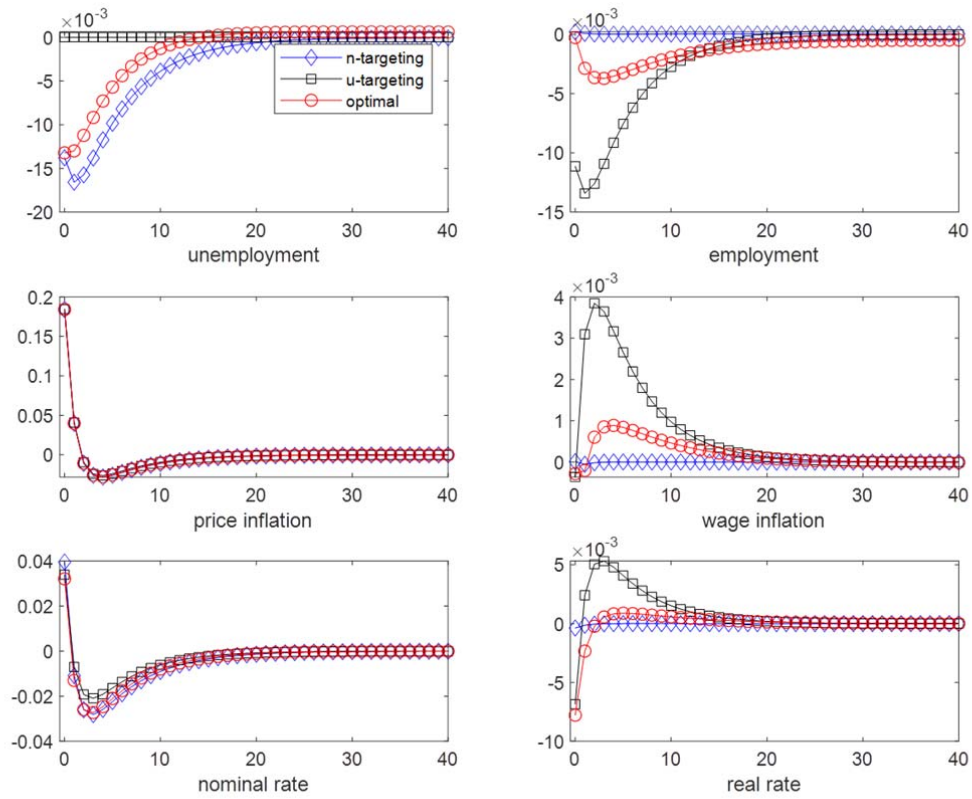 ×10⁻³
0
-5
-10
-15
-20
0 10 20 30 40
unemployment
n-targeting
u-targeting
optimal
×10⁻³
0
-5
-10
-15
0 10 20 30 40
employment
0.2
0.15
0.1
0.05
0
0 10 20 30 40
price inflation
4 ×10⁻³
3
2
1
0
0 10 20 30 40
wage inflation
0.04
0.02
0
-0.02
-0.04
0 10 20 30 40
nominal rate
5 ×10⁻³
0
-5
-10
0 10 20 30 40
real rate